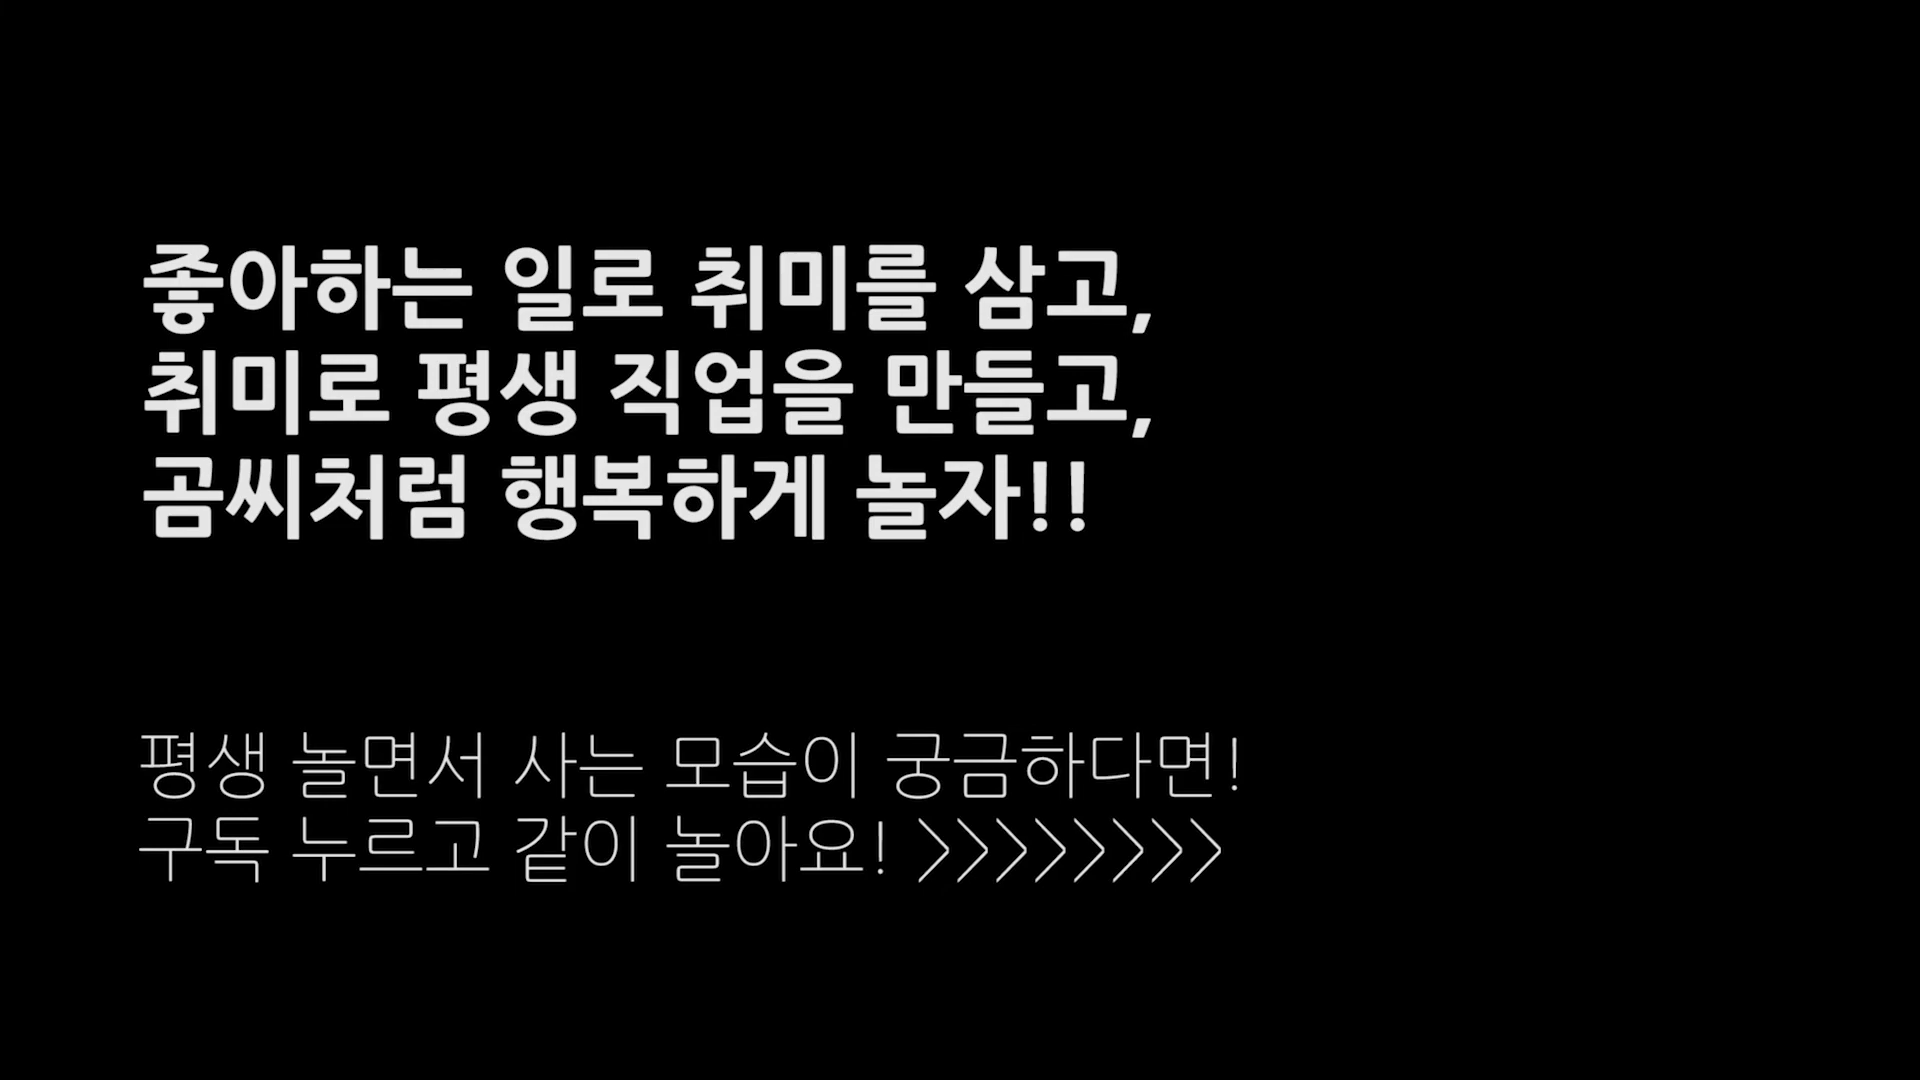 좋아하는 일로 취미를 삼고,
취미로 평생 직업을 만들고,
곰씨처럼 행복하게 놀자!!
평생 놀면서 사는 모습이 궁금하다면!
구독 누르고 같이 놀아요! >>>>>>>>